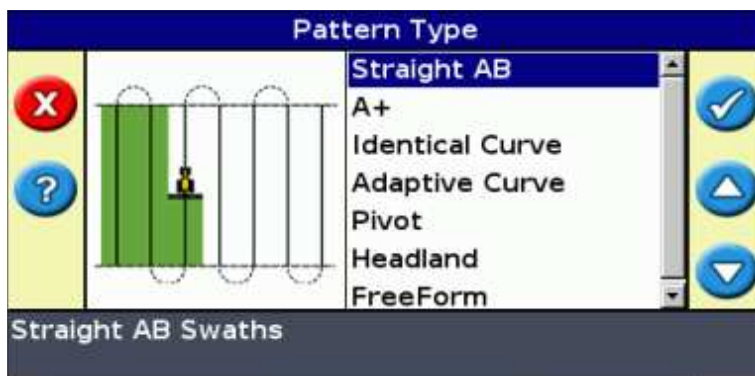 Pattern Type
Straight AB
A+
Identical Curve
Adaptive Curve
Pivot
Headland
FreeForm
X
?
Straight AB Swaths